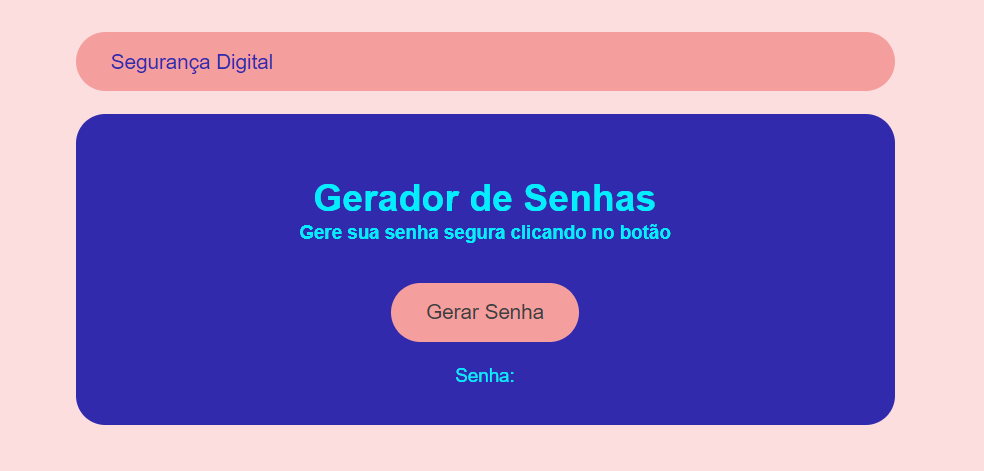 Segurança Digital
Gerador de Senhas
Gere sua senha segura clicando no botão
Gerar Senha
Senha: